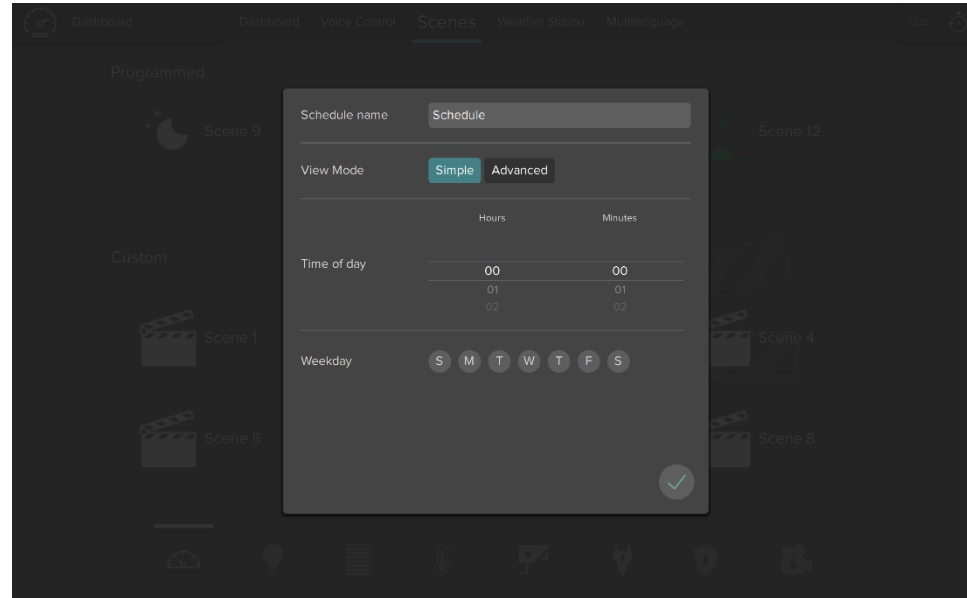 Dashboard Dashboard Voice Control Scenes Weather Station Multilanguage 13:21
Programmed
Scene 9 Scene 12
Schedule name Schedule
View Mode Simple Advanced
Hours Minutes
Custom
Time of day 00 00
01 01
02 02
Scene 1 Scene 4
Weekday S M T W T F S
Scene 5 Scene 8